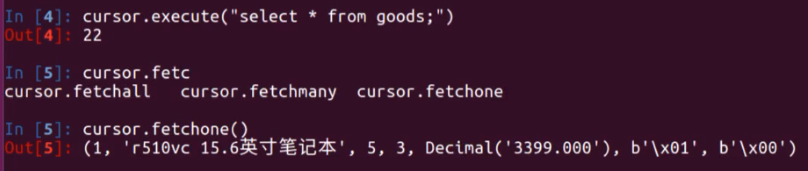 In [4]: cursor.execute("select * from goods;")
Out[4]: 22
In [5]: cursor.fetc
cursor.fetchall   cursor.fetchmany  cursor.fetchone
In [5]: cursor.fetchone()
Out[5]: (1, 'r510vc 15.6英寸笔记本', 5, 3, Decimal('3399.000'), b'\x01', b'\x00')